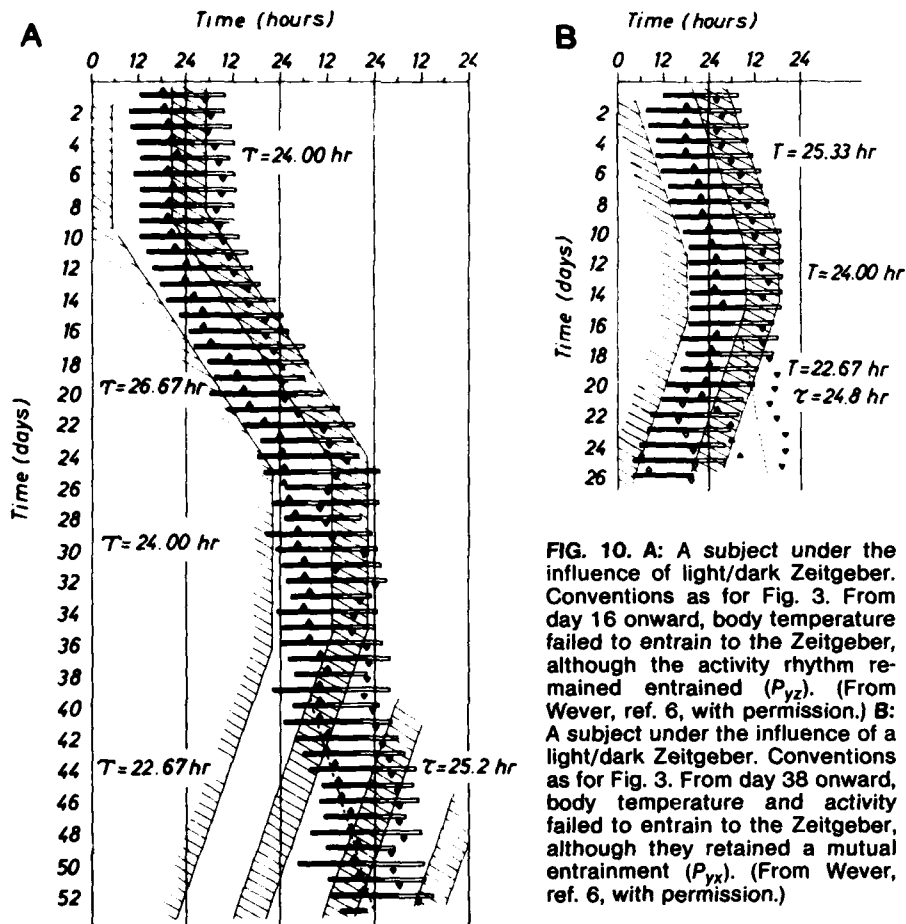 Time (hours)
A
0 12 24 12 24 12 24 12 24
2
4
6
8
10
12
14
16
18
20
22
24
26
28
30
32
34
36
38
40
42
44
46
48
50
52
Time (days)
T=24.00 hr
T=26.67 hr
T=24.00 hr
T=22.67 hr
τ=25.2 hr
Time (hours)
B
0 12 24 12 24
2
4
6
8
10
12
14
16
18
20
22
24
26
Time (days)
T=25.33 hr
T=24.00 hr
T=22.67 hr
τ=24.8 hr
FIG. 10. A: A subject under the
influence of light/dark Zeitgeber.
Conventions as for Fig. 3. From
day 16 onward, body temperature
failed to entrain to the Zeitgeber,
although the activity rhythm re-
mained entrained (Pyz). (From
Wever, ref. 6, with permission.) B:
A subject under the influence of a
light/dark Zeitgeber. Conventions
as for Fig. 3. From day 38 onward,
body temperature and activity
failed to entrain to the Zeitgeber,
although they retained a mutual
entrainment (Pyx). (From Wever,
ref. 6, with permission.)